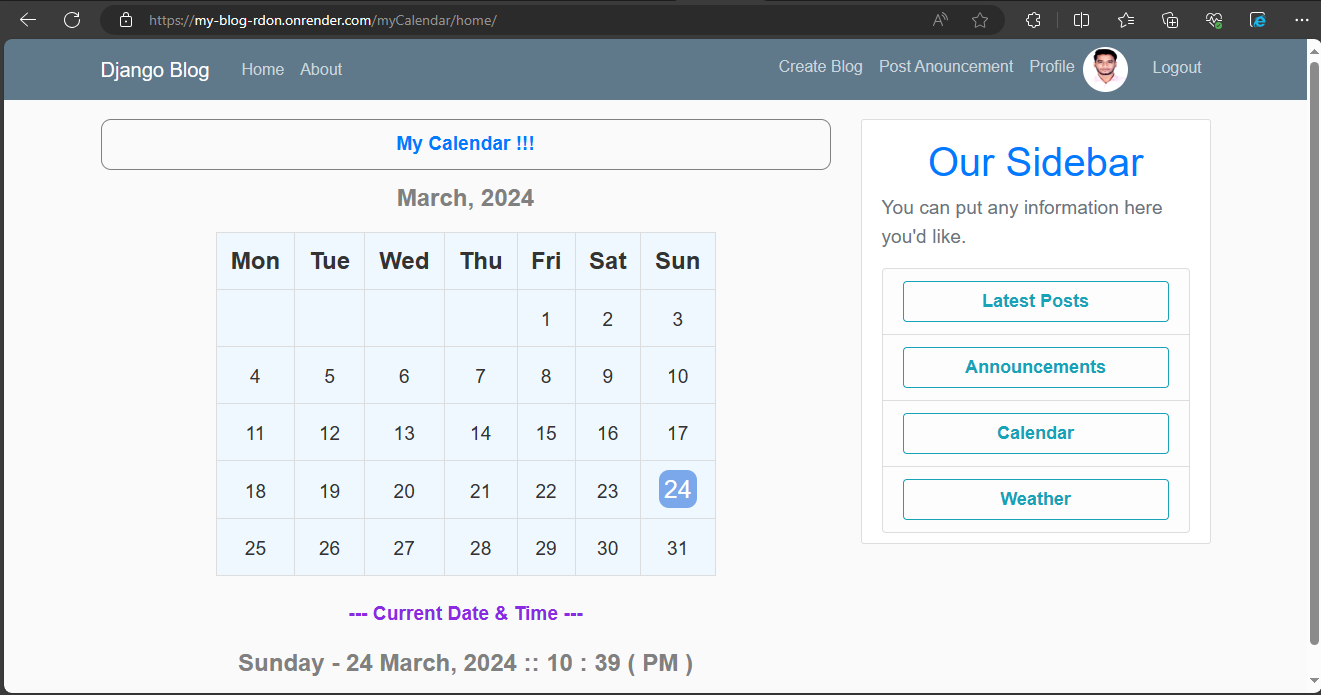 https://my-blog-rdon.onrender.com/myCalendar/home/
Django Blog Home About Create Blog Post Anouncement Profile Logout
My Calendar !!!
March, 2024
Mon Tue Wed Thu Fri Sat Sun
1 2 3
4 5 6 7 8 9 10
11 12 13 14 15 16 17
18 19 20 21 22 23 24
25 26 27 28 29 30 31
--- Current Date & Time ---
Sunday - 24 March, 2024 :: 10 : 39 ( PM )
Our Sidebar
You can put any information here
you'd like.
Latest Posts
Announcements
Calendar
Weather